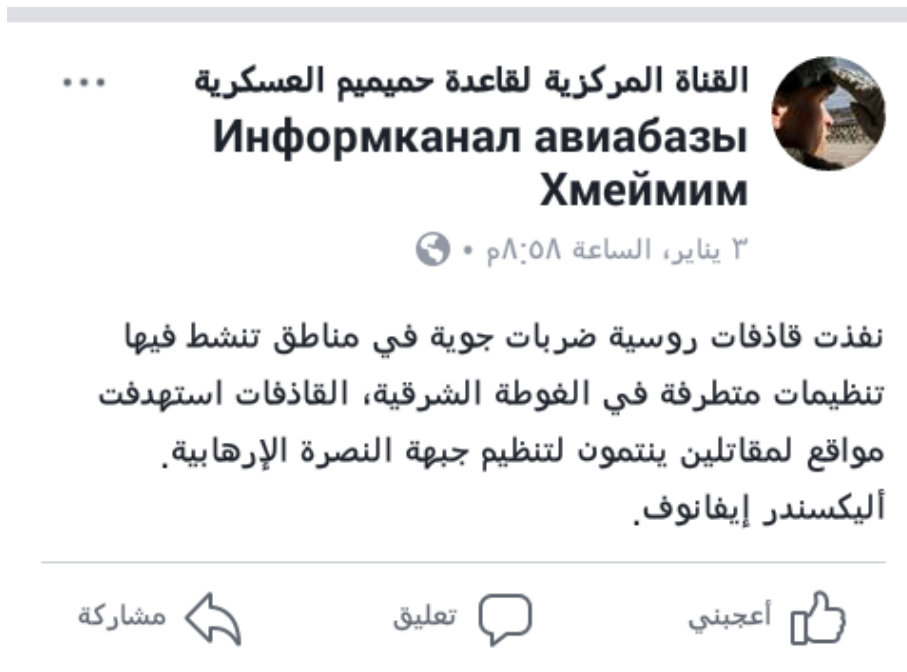 القناة المركزية لقاعدة حميميم العسكرية
Информканал авиабазы
Хмеймим
٣ يناير، الساعة ٨:٥٨م •
نفذت قاذفات روسية ضربات جوية في مناطق تنشط فيها
تنظيمات متطرفة في الغوطة الشرقية، القاذفات استهدفت
مواقع لمقاتلين ينتمون لتنظيم جبهة النصرة الإرهابية.
أليكسندر إيفانوف.
أعجبني تعليق مشاركة